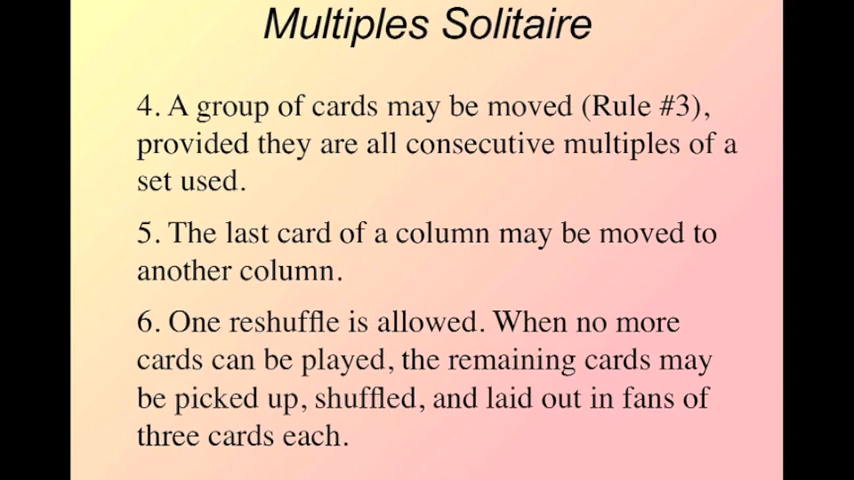 Multiples Solitaire
4. A group of cards may be moved (Rule #3),
provided they are all consecutive multiples of a
set used.
5. The last card of a column may be moved to
another column.
6. One reshuffle is allowed. When no more
cards can be played, the remaining cards may
be picked up, shuffled, and laid out in fans of
three cards each.